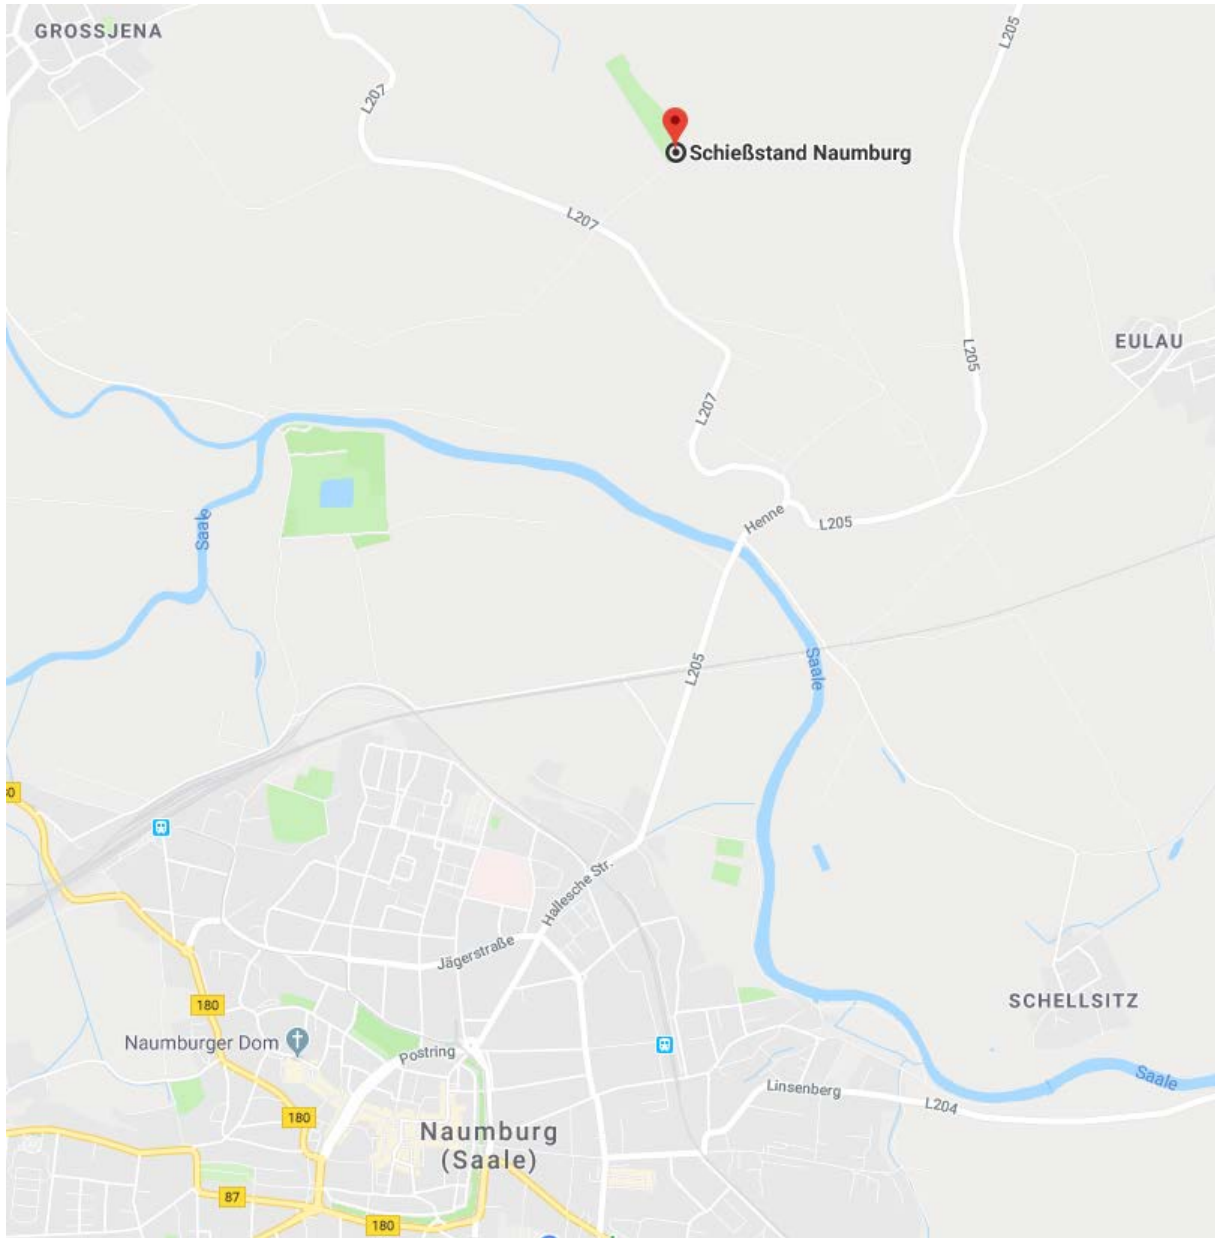 GROSSJENA
L205
L207
Schießstand Naumburg
L207
EULAU
L205
L207
Henne
L205
Saale
Saale
L205
80
Hallesche Str.
Jägerstraße
180
SCHELLSITZ
Naumburger Dom
Postring
Saale
Linsenberg
L204
180
Naumburg
(Saale)
87
180